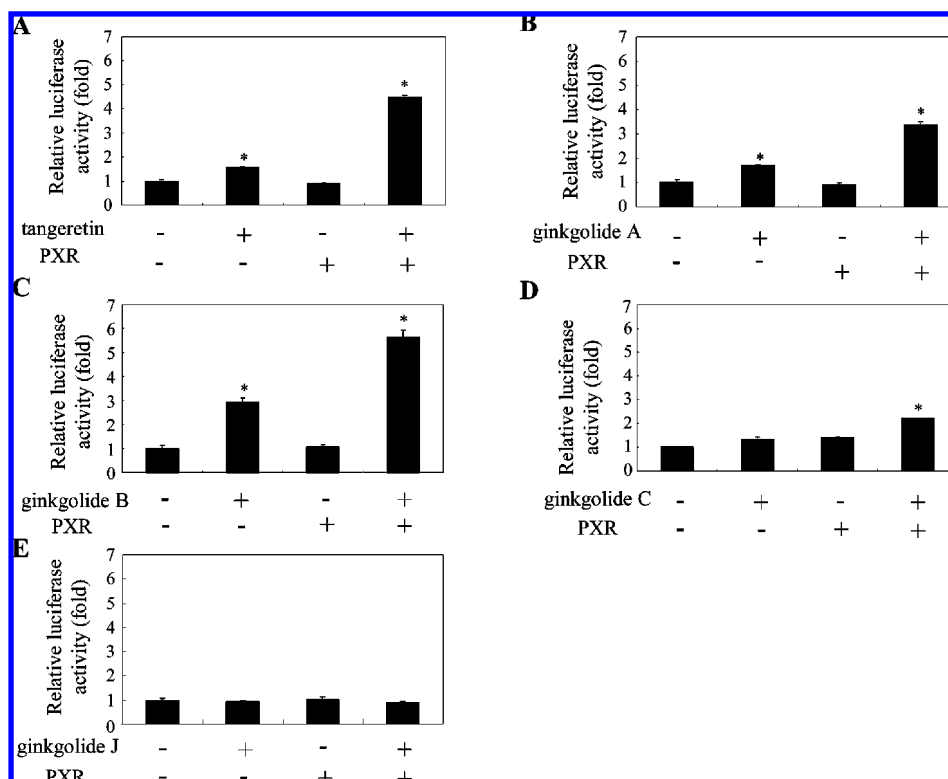 A
Relative luciferase
activity (fold)
7
6
5
4
3
2
1
0
*
*
tangeretin - + - +
PXR - - + +
B
Relative luciferase
activity (fold)
7
6
5
4
3
2
1
0
*
*
ginkgolide A - + - +
PXR - - + +
C
Relative luciferase
activity (fold)
7
6
5
4
3
2
1
0
*
*
ginkgolide B - + - +
PXR - - + +
D
Relative luciferase
activity (fold)
7
6
5
4
3
2
1
0
*
ginkgolide C - + - +
PXR - - + +
E
Relative luciferase
activity (fold)
7
6
5
4
3
2
1
0
ginkgolide J - + - +
PXR - - + +